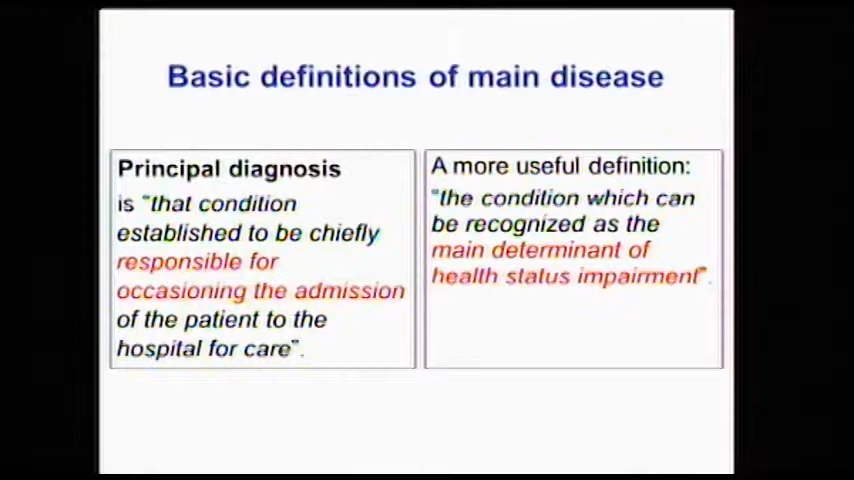 Basic definitions of main disease
Principal diagnosis
is "that condition
established to be chiefly
responsible for
occasioning the admission
of the patient to the
hospital for care".
A more useful definition:
"the condition which can
be recognized as the
main determinant of
health status impairment".